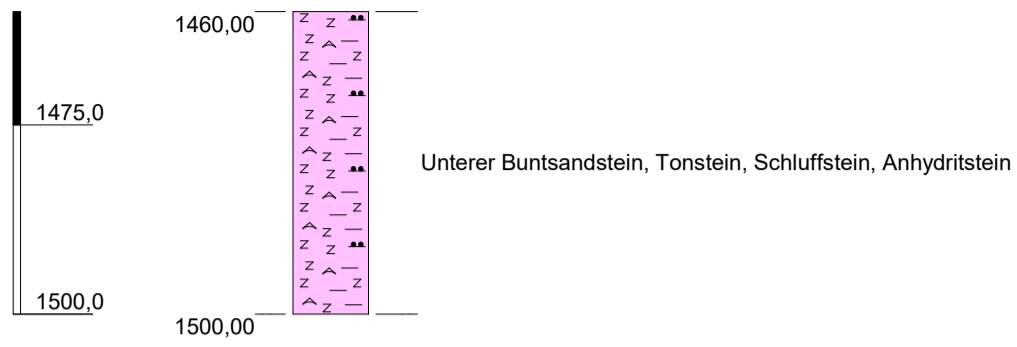 1460,00
1475,0
Unterer Buntsandstein, Tonstein, Schluffstein, Anhydritstein
1500,0
1500,00